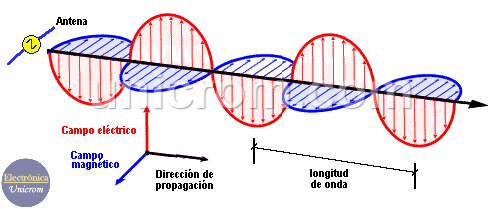 Antena
unicrom.com
Campo eléctrico
Campo
magnético
Dirección de
propagación
longitud
de onda
Electrónica
Unicrom